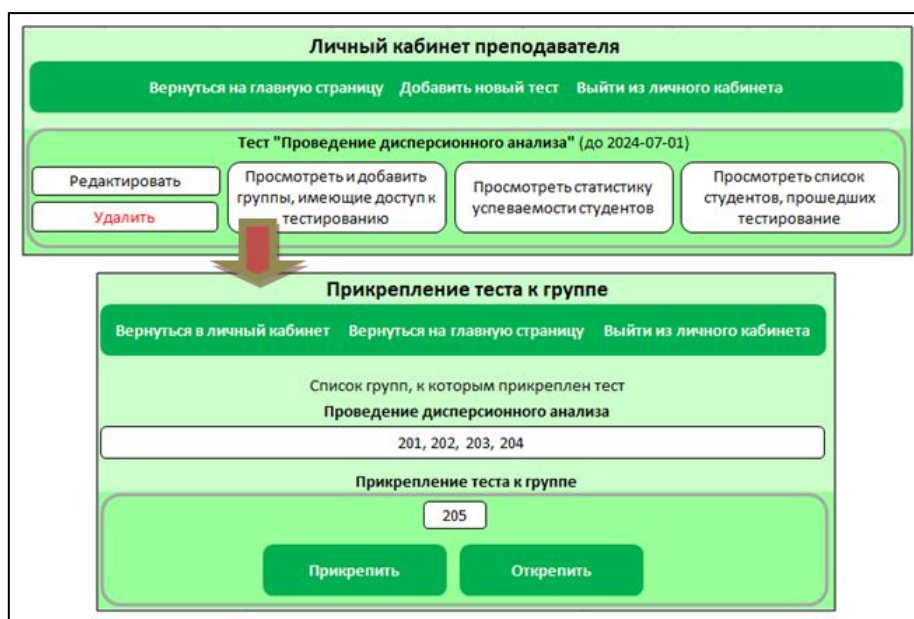 Личный кабинет преподавателя
Вернуться на главную страницу Добавить новый тест Выйти из личного кабинета
Тест "Проведение дисперсионного анализа" (до 2024-07-01)
Редактировать
Удалить
Просмотреть и добавить
группы, имеющие доступ к
тестированию
Просмотреть статистику
успеваемости студентов
Просмотреть список
студентов, прошедших
тестирование
Прикрепление теста к группе
Вернуться в личный кабинет Вернуться на главную страницу Выйти из личного кабинета
Список групп, к которым прикреплен тест
Проведение дисперсионного анализа
201, 202, 203, 204
Прикрепление теста к группе
205
Прикрепить Открепить